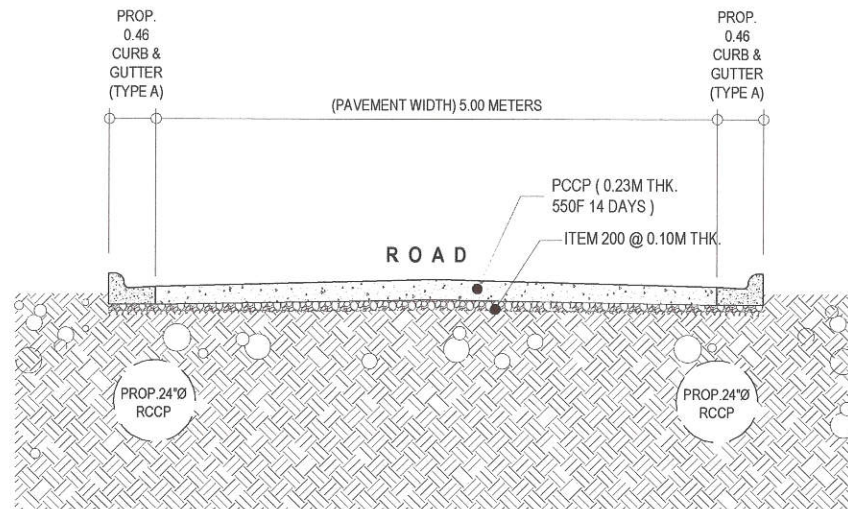 PROP.
0.46
CURB &
GUTTER
(TYPE A)
PROP.
0.46
CURB &
GUTTER
(TYPE A)
(PAVEMENT WIDTH) 5.00 METERS
PCCP ( 0.23M THK.
550F 14 DAYS )
ITEM 200 @ 0.10M THK.
ROAD
PROP.24"Ø
RCCP
PROP.24"Ø
RCCP